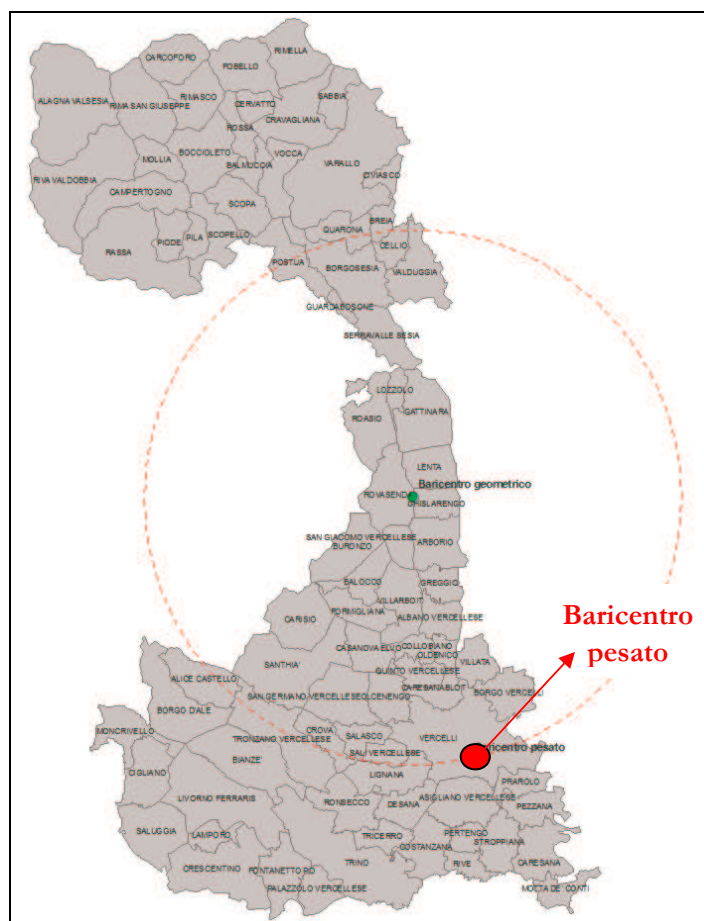 RIMELLA
CARCOFORO
FOBELLO
ALAGNA VALSESIA
RIMA SAN GIUSEPPE
RIMASCO
CERVATTO
SABBIA
CRAVAGLIANA
ROSSA
MOLLIA
BOCCIOLETO
VOCCA
BALMUCCIA
VARALLO
RIVA VALDOBBIA
CIVIASCO
CAMPERTOGNO
SCOPA
BREIA
RASSA
PIODE
PILA
SCOPELLO
QUARONA
CELLIO
POSTUA
BORGOSESIA
VALDUGGIA
GUARDABOSONE
SERRAVALLE SESIA
LOZZOLO
GATTINARA
ROASIO
LENTA
Baricentro geometrico
ROVASENDA
GHISLARENGO
SAN GIACOMO VERCELLESE
BURONZO
ARBORIO
BALOCCO
GREGGIO
VILLARBOIT
FORMIGLIANA
ALBANO VERCELLESE
CARISIO
Baricentro
pesato
CASANOVA ELVO
COLLOBIANO
OLDENICO
SANTHIA'
QUINTO VERCELLESE
VILLATA
ALICE CASTELLO
CARESANABLOT
BORGO VERCELLI
SAN GERMANO VERCELLESE
OLCENENGO
BORGO D'ALE
MONCRIVELLO
CROVA
TRONZANO VERCELLESE
SALASCO
VERCELLI
SALI VERCELLESE
aricentro pesato
BIANZE'
CIGLIANO
LIGNANA
PRAROLO
LIVORNO FERRARIS
RONSECCO
DESANA
ASIGLIANO VERCELLESE
PEZZANA
SALUGGIA
LAMPORO
TRICERRO
PERTENGO
COSTANZANA
STROPPIANA
CRESCENTINO
FONTANETTO PO
TRINO
RIVE
CARESANA
PALAZZOLO VERCELLESE
MOTTA DE' CONTI